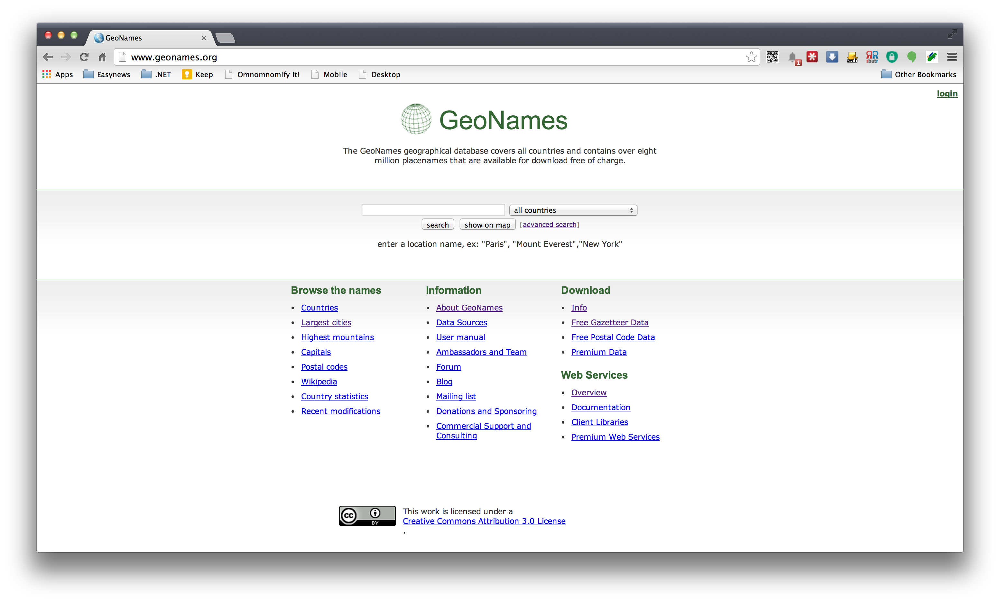 GeoNames
www.geonames.org
1
sab
RR rbutr
Apps Easynews .NET Keep Omnomnomify It! Mobile Desktop Other Bookmarks
login
GeoNames
The GeoNames geographical database covers all countries and contains over eight
million placenames that are available for download free of charge.
all countries
search show on map [advanced search]
enter a location name, ex: "Paris", "Mount Everest","New York"
Browse the names
Countries
Largest cities
Highest mountains
Capitals
Postal codes
Wikipedia
Country statistics
Recent modifications
Information
About GeoNames
Data Sources
User manual
Ambassadors and Team
Forum
Blog
Mailing list
Donations and Sponsoring
Commercial Support and
Consulting
Download
Info
Free Gazetteer Data
Free Postal Code Data
Premium Data
Web Services
Overview
Documentation
Client Libraries
Premium Web Services
cc BY
This work is licensed under a
Creative Commons Attribution 3.0 License
.